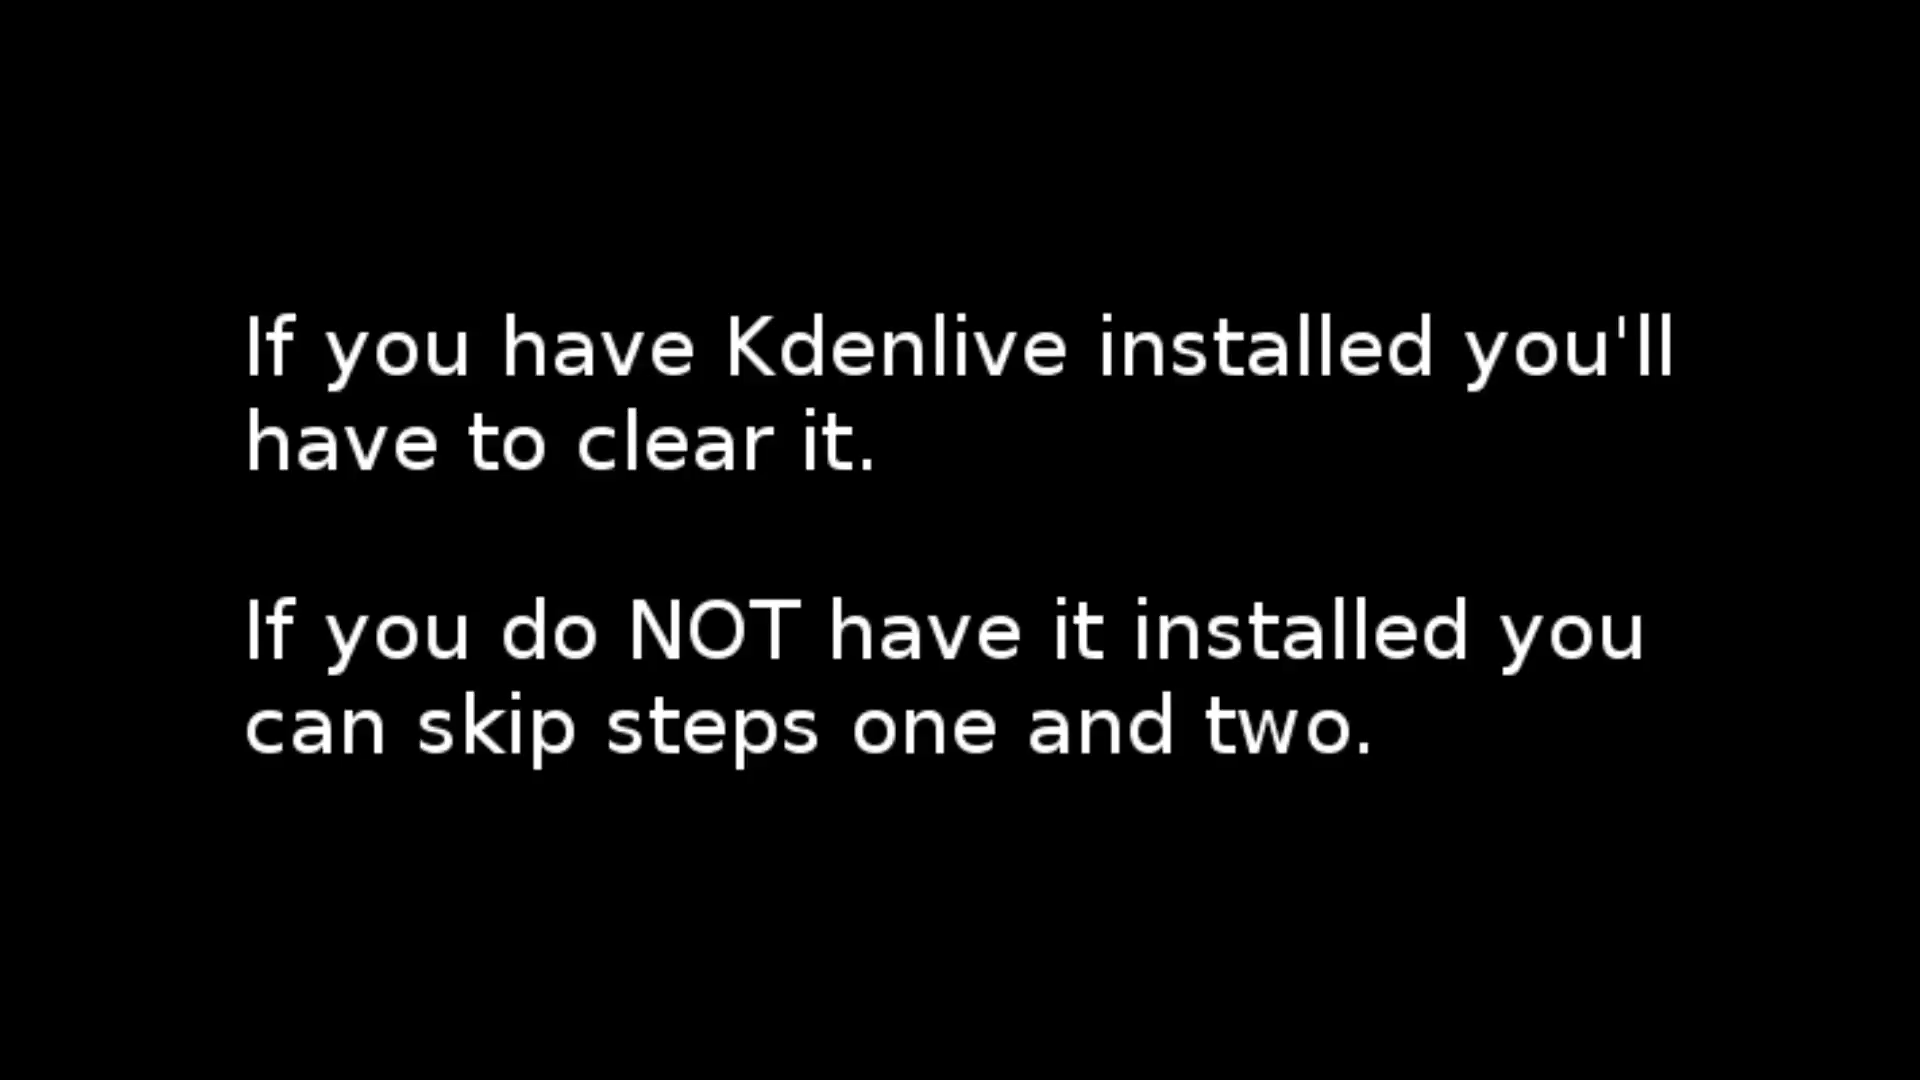 If you have Kdenlive installed you'll
have to clear it.
If you do NOT have it installed you
can skip steps one and two.